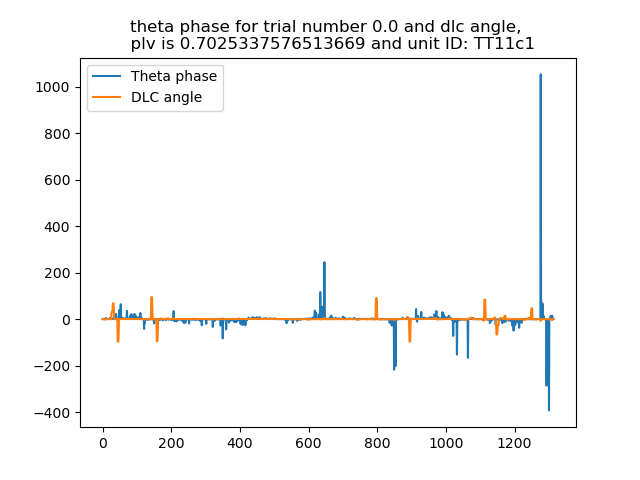 theta phase for trial number 0.0 and dlc angle,
plv is 0.7025337576513669 and unit ID: TT11c1
Theta phase
DLC angle
1000
800
600
400
200
0
−200
−400
0 200 400 600 800 1000 1200